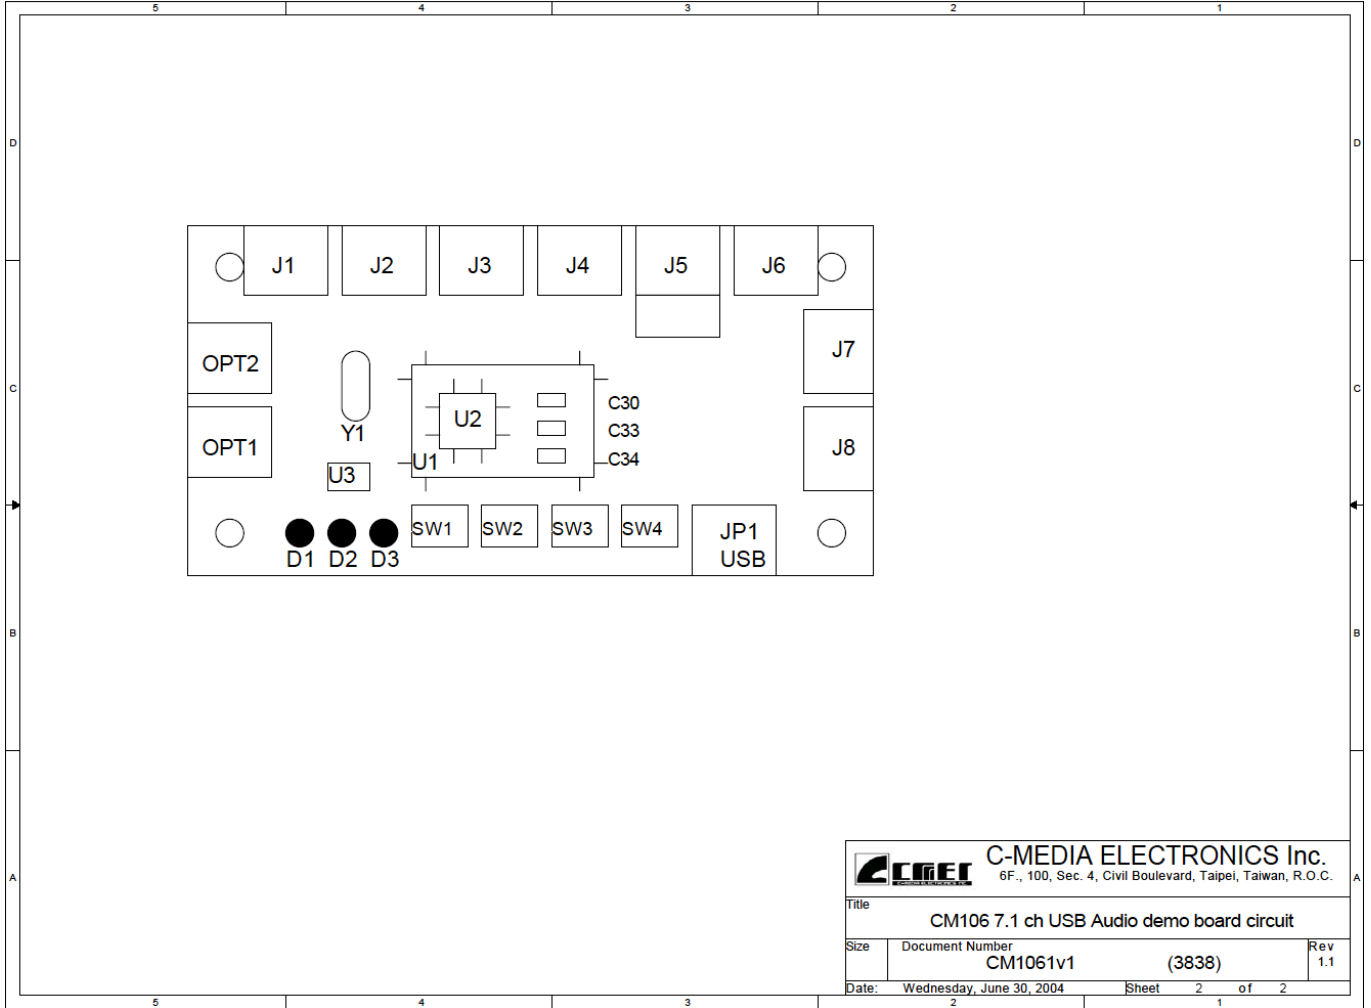 5 4 3 2 1
D D
J1 J2 J3 J4 J5 J6
OPT2 J7
C C
U2 C30
Y1 C33
OPT1 U1 C34 J8
U3
SW1 SW2 SW3 SW4 JP1
D1 D2 D3 USB
B B
CMEC C-MEDIA ELECTRONICS Inc.
6F., 100, Sec. 4, Civil Boulevard, Taipei, Taiwan, R.O.C.
A A
Title
CM106 7.1 ch USB Audio demo board circuit
Size Document Number Rev
CM1061v1 (3838) 1.1
Date: Wednesday, June 30, 2004 Sheet 2 of 2
5 4 3 2 1